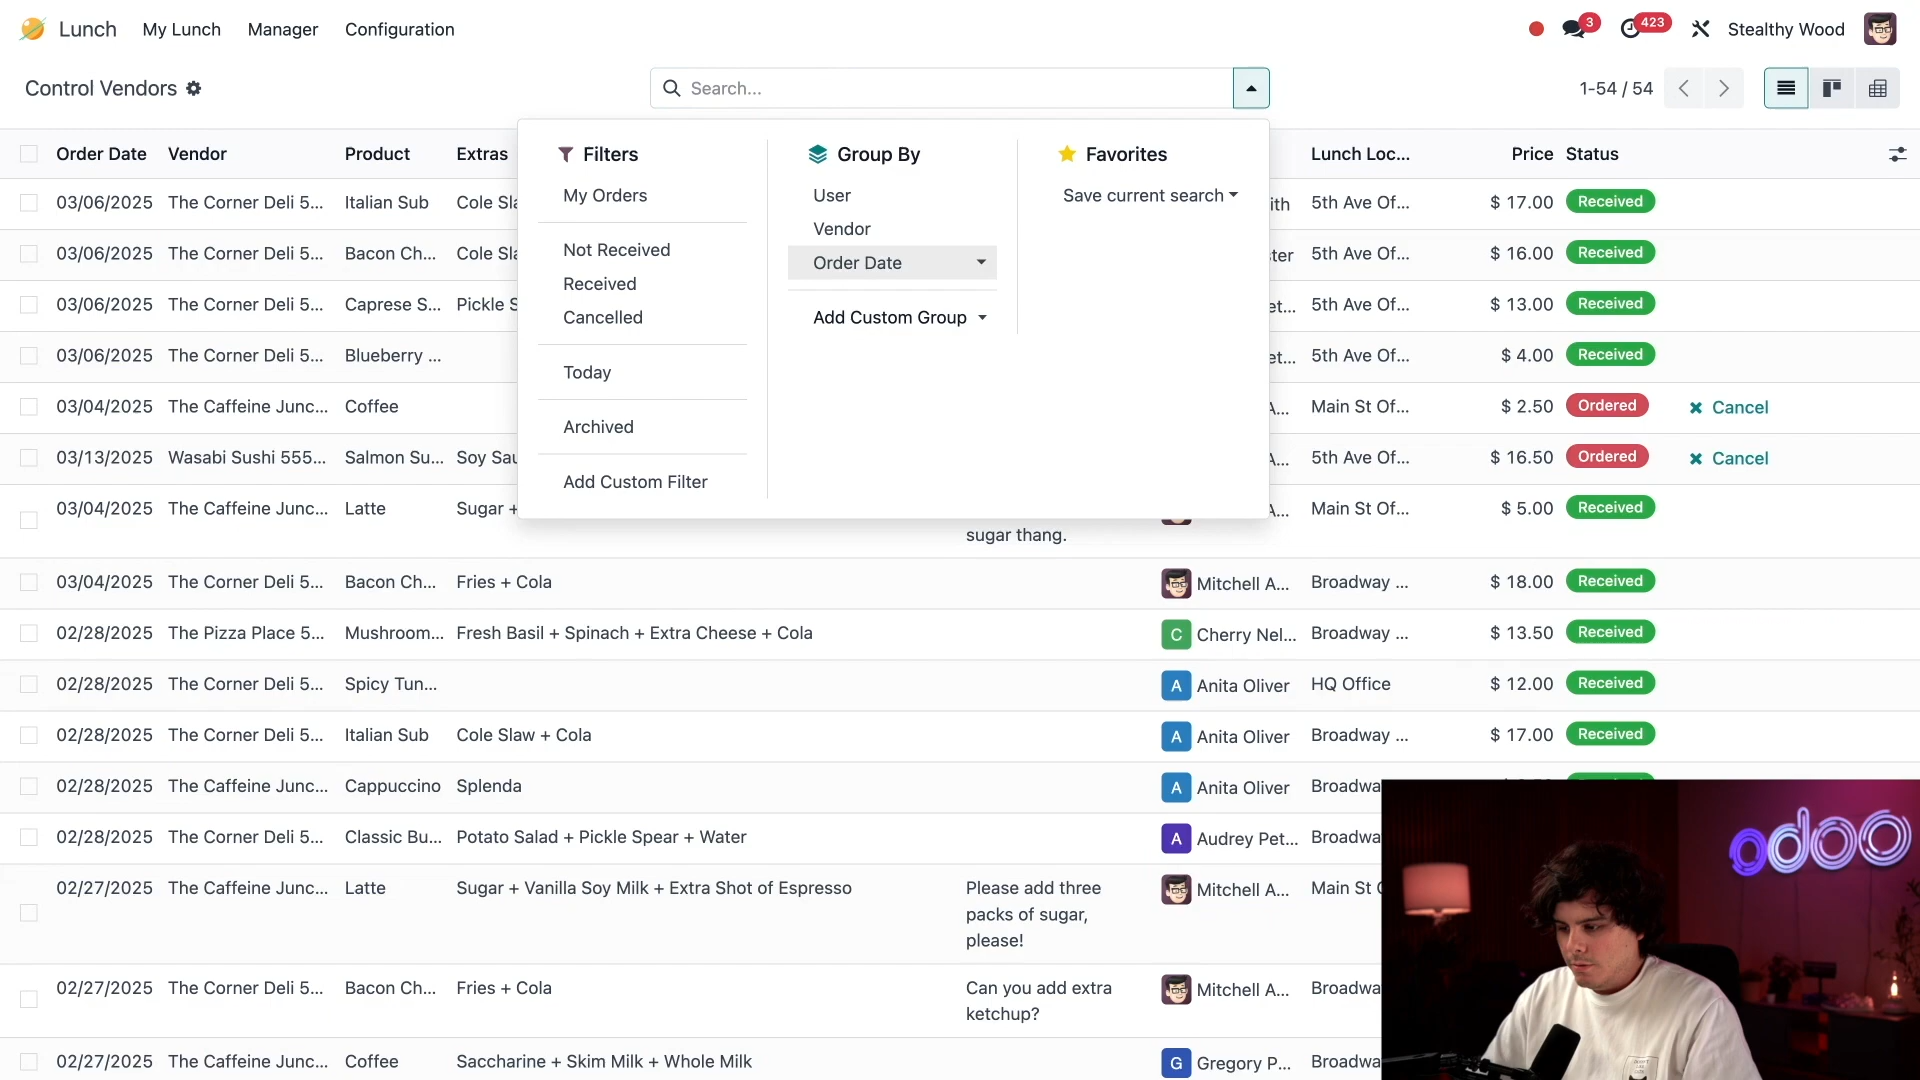 Lunch My Lunch Manager Configuration 3 423 Stealthy Wood
Control Vendors Search... 1-54 / 54
Order Date Vendor Product Extras Lunch Loc... Price Status
Filters
My Orders
Not Received
Received
Cancelled
Today
Archived
Add Custom Filter
Group By
User
Vendor
Order Date
Add Custom Group
Favorites
Save current search
03/06/2025 The Corner Deli 5... Italian Sub Cole Sla ith 5th Ave Of... $ 17.00 Received
03/06/2025 The Corner Deli 5... Bacon Ch... Cole Sla ter 5th Ave Of... $ 16.00 Received
03/06/2025 The Corner Deli 5... Caprese S... Pickle S et... 5th Ave Of... $ 13.00 Received
03/06/2025 The Corner Deli 5... Blueberry ... et... 5th Ave Of... $ 4.00 Received
03/04/2025 The Caffeine Junc... Coffee A... Main St Of... $ 2.50 Ordered Cancel
03/13/2025 Wasabi Sushi 555... Salmon Su... Soy Sau A... 5th Ave Of... $ 16.50 Ordered Cancel
03/04/2025 The Caffeine Junc... Latte Sugar + A... Main St Of... $ 5.00 Received
sugar thang.
03/04/2025 The Corner Deli 5... Bacon Ch... Fries + Cola Mitchell A... Broadway ... $ 18.00 Received
02/28/2025 The Pizza Place 5... Mushroom... Fresh Basil + Spinach + Extra Cheese + Cola C Cherry Nel... Broadway ... $ 13.50 Received
02/28/2025 The Corner Deli 5... Spicy Tun... A Anita Oliver HQ Office $ 12.00 Received
02/28/2025 The Corner Deli 5... Italian Sub Cole Slaw + Cola A Anita Oliver Broadway ... $ 17.00 Received
02/28/2025 The Caffeine Junc... Cappuccino Splenda A Anita Oliver Broadwa
02/28/2025 The Corner Deli 5... Classic Bu... Potato Salad + Pickle Spear + Water A Audrey Pet... Broadwa
02/27/2025 The Caffeine Junc... Latte Sugar + Vanilla Soy Milk + Extra Shot of Espresso Please add three Mitchell A... Main St
packs of sugar,
please!
02/27/2025 The Corner Deli 5... Bacon Ch... Fries + Cola Can you add extra Mitchell A... Broadwa
ketchup?
02/27/2025 The Caffeine Junc... Coffee Saccharine + Skim Milk + Whole Milk G Gregory P... Broadwa
odoo